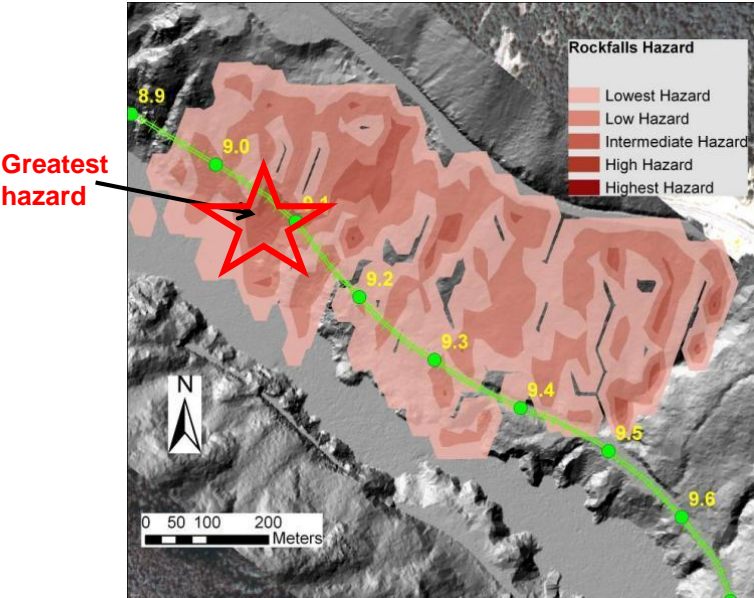 Rockfalls Hazard
Lowest Hazard
Low Hazard
Intermediate Hazard
High Hazard
Highest Hazard
Greatest
hazard
8.9
9.0
9.1
9.2
9.3
9.4
9.5
9.6
N
0 50 100 200
Meters